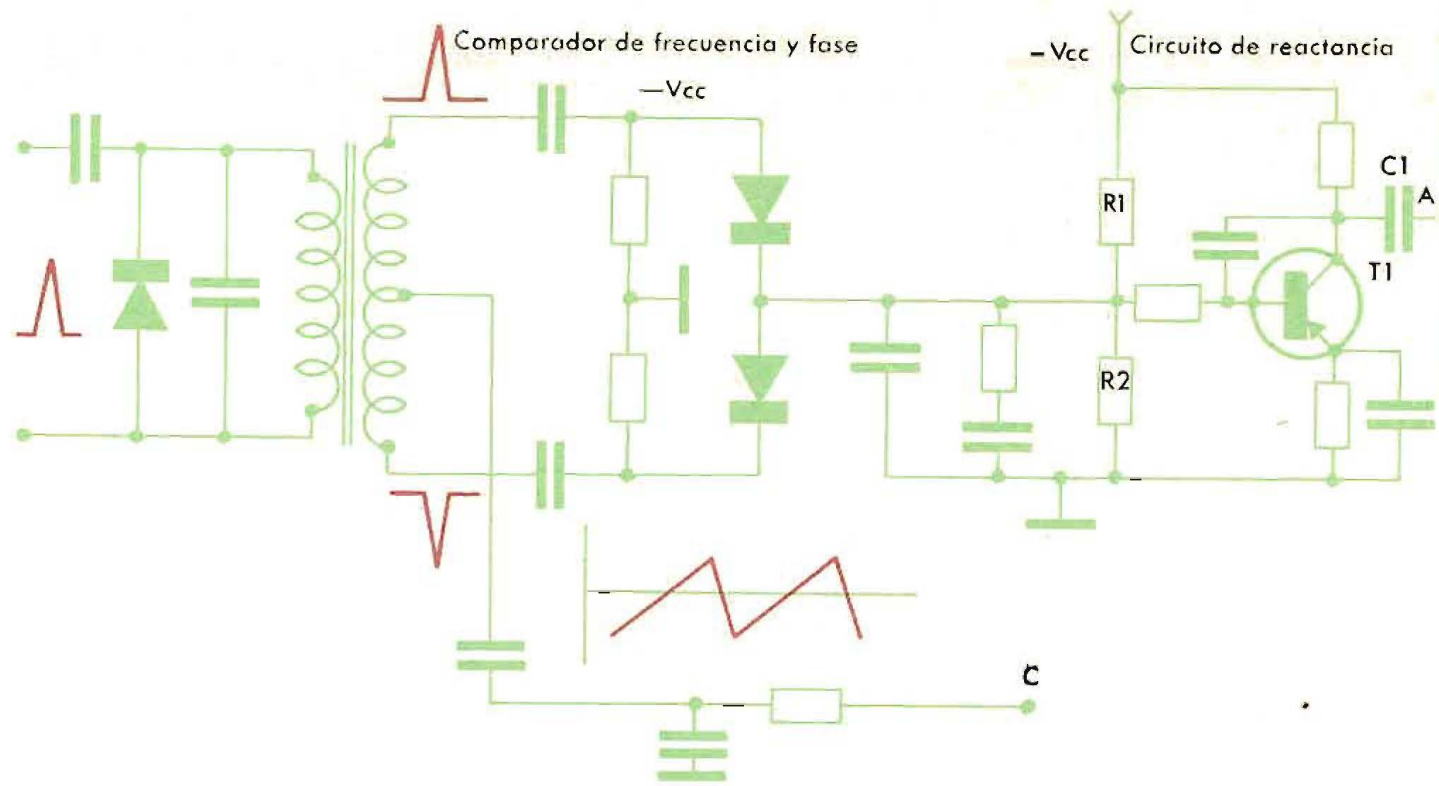 Comparador de frecuencia y fase
—Vcc
–Vcc
Circuito de reactancia
R1
C1
A
T1
R2
C